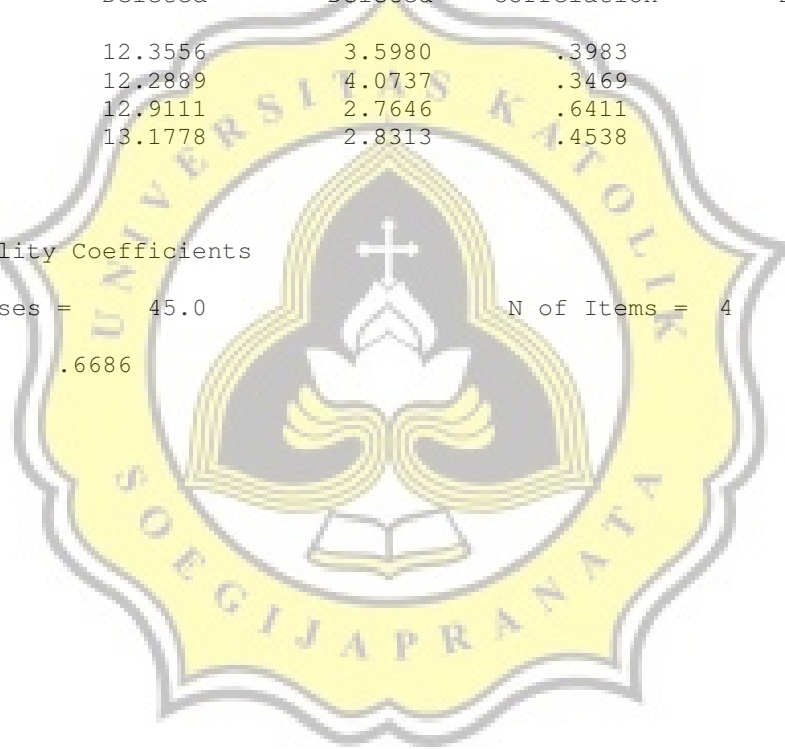 Deleted Deleted Correlation
12.3556 3.5980 .3983
12.2889 4.0737 .3469
12.9111 2.7646 .6411
13.1778 2.8313 .4538
lity Coefficients
ses = 45.0 N of Items = 4
.6686
UNIVERSITAS KATOLIK
SOEGIJAPRANATA